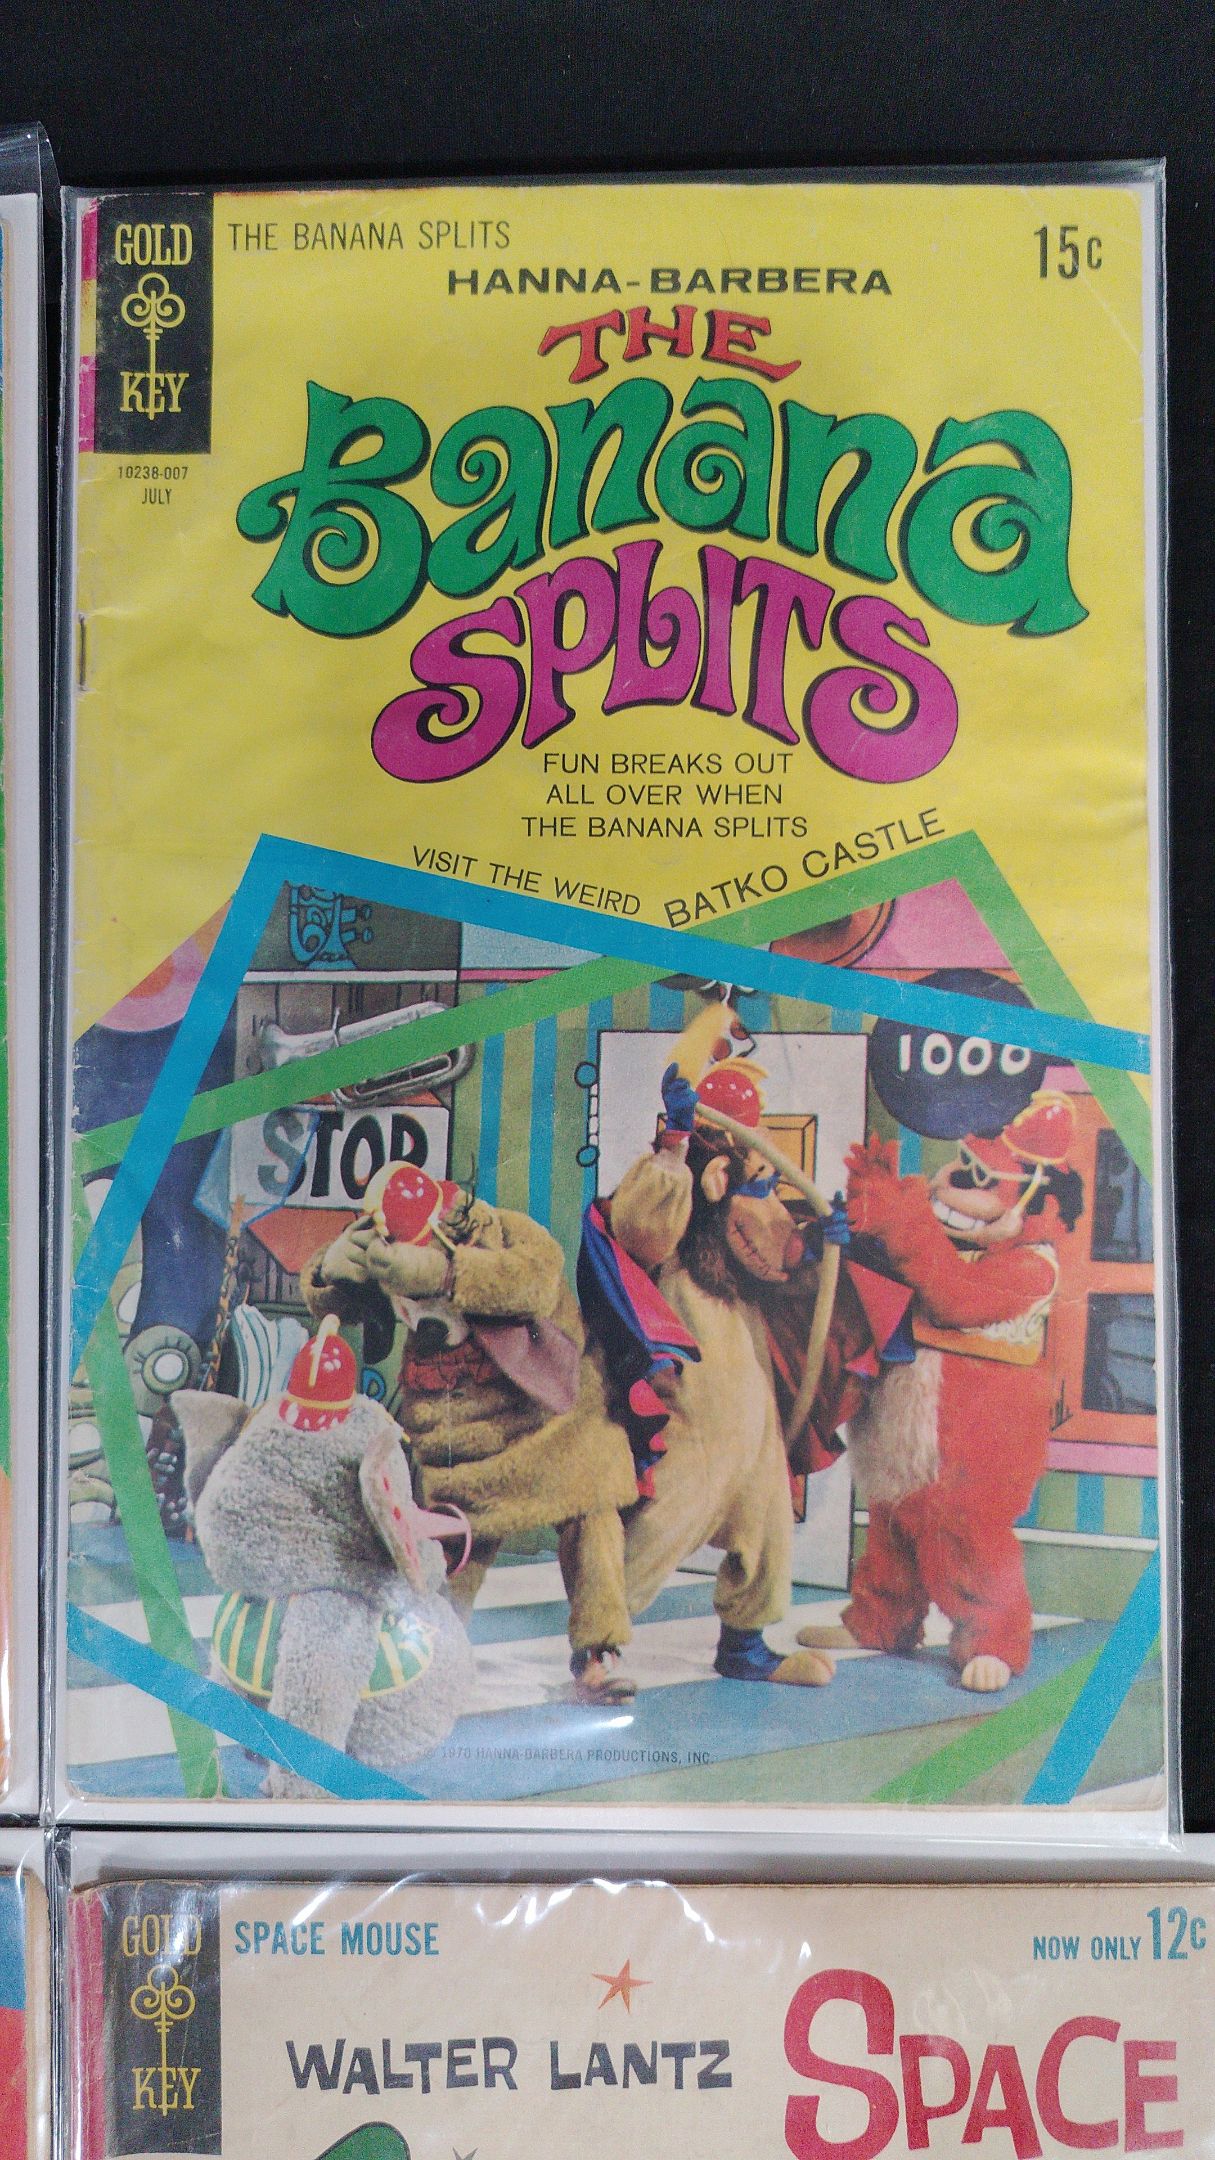 GOLD
KEY
10238-007
JULY
THE BANANA SPLITS
15c
HANNA-BARBERA
THE
Banana
SPLITS
FUN BREAKS OUT
ALL OVER WHEN
THE BANANA SPLITS
VISIT THE WEIRD BATKO CASTLE
1000
STOP
1970 HANNA-BARBERA PRODUCTIONS, INC.
GOLD
KEY
SPACE MOUSE
NOW ONLY 12c
WALTER LANTZ
SPACE